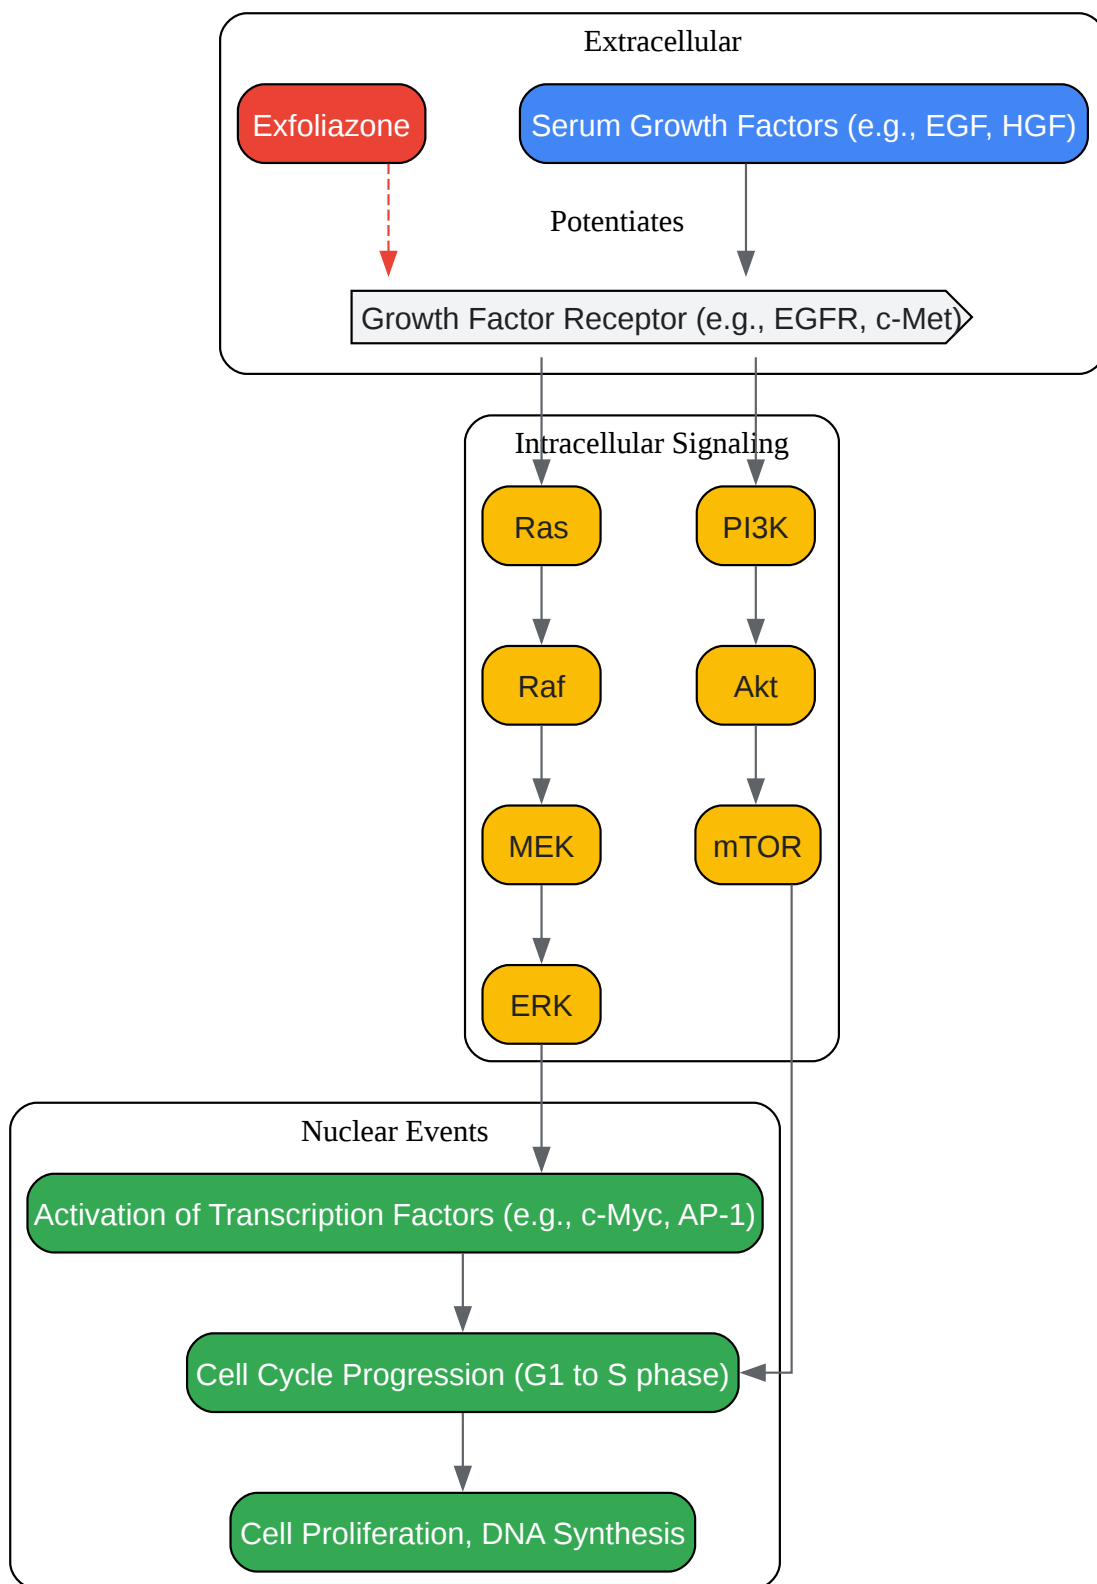 Extracellular
Exfoliazone
Serum Growth Factors (e.g., EGF, HGF)
Potentiates
Growth Factor Receptor (e.g., EGFR, c-Met)
Intracellular Signaling
Ras
PI3K
Raf
Akt
MEK
mTOR
ERK
Nuclear Events
Activation of Transcription Factors (e.g., c-Myc, AP-1)
Cell Cycle Progression (G1 to S phase)
Cell Proliferation, DNA Synthesis